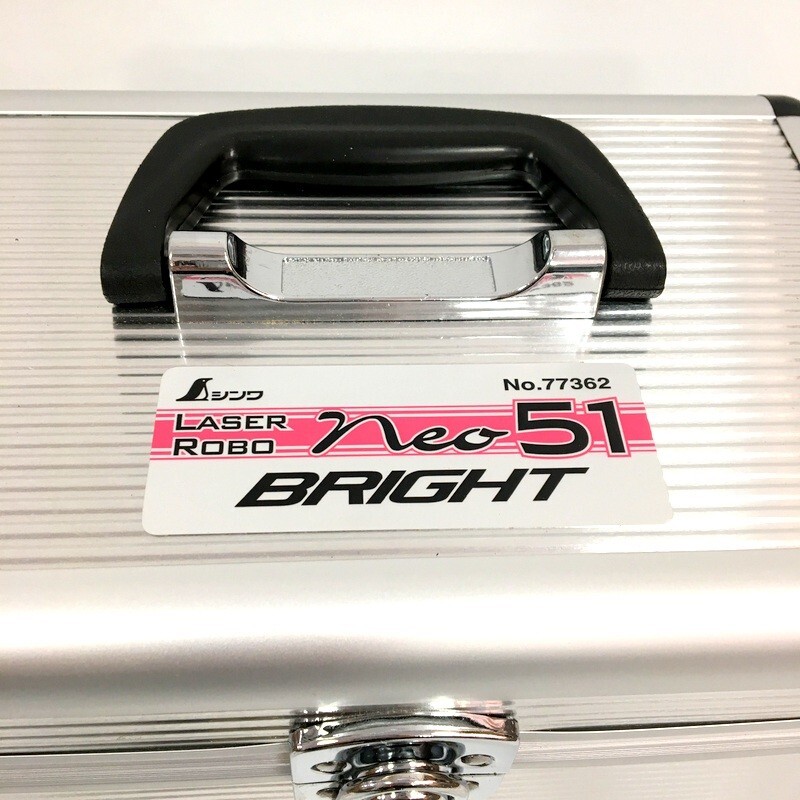 シンワ No.77362
LASER ROBO neo 51
BRIGHT